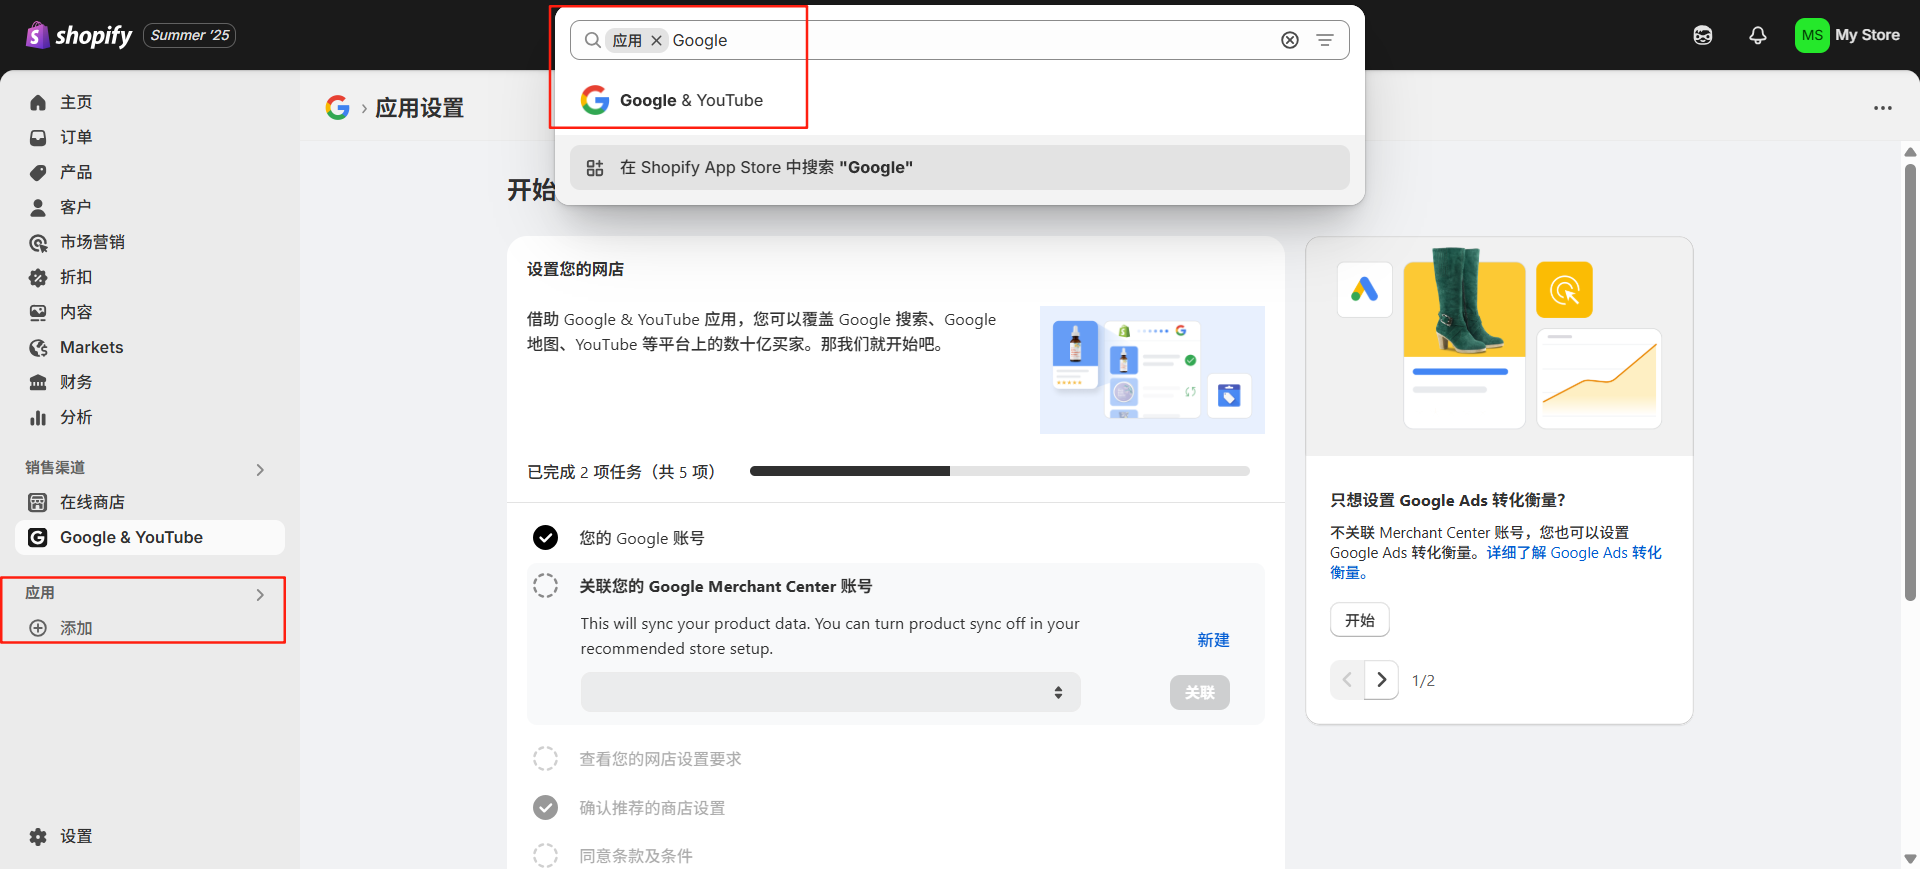 shopify
Summer '25
应用
Google
Google & YouTube
在 Shopify App Store 中搜索 "Google"
MS
My Store
主页
订单
产品
客户
市场营销
折扣
内容
Markets
财务
分析
销售渠道
在线商店
Google & YouTube
应用
添加
设置
应用设置
开始
设置您的网店
借助 Google & YouTube 应用，您可以覆盖 Google 搜索、Google
地图、YouTube 等平台上的数十亿买家。那我们就开始吧。
已完成 2 项任务（共 5 项）
您的 Google 账号
关联您的 Google Merchant Center 账号
This will sync your product data. You can turn product sync off in your
recommended store setup.
新建
关联
查看您的网店设置要求
确认推荐的商店设置
同意条款及条件
只想设置 Google Ads 转化衡量？
不关联 Merchant Center 账号，您也可以设置
Google Ads 转化衡量。详细了解 Google Ads 转化
衡量。
开始
1/2